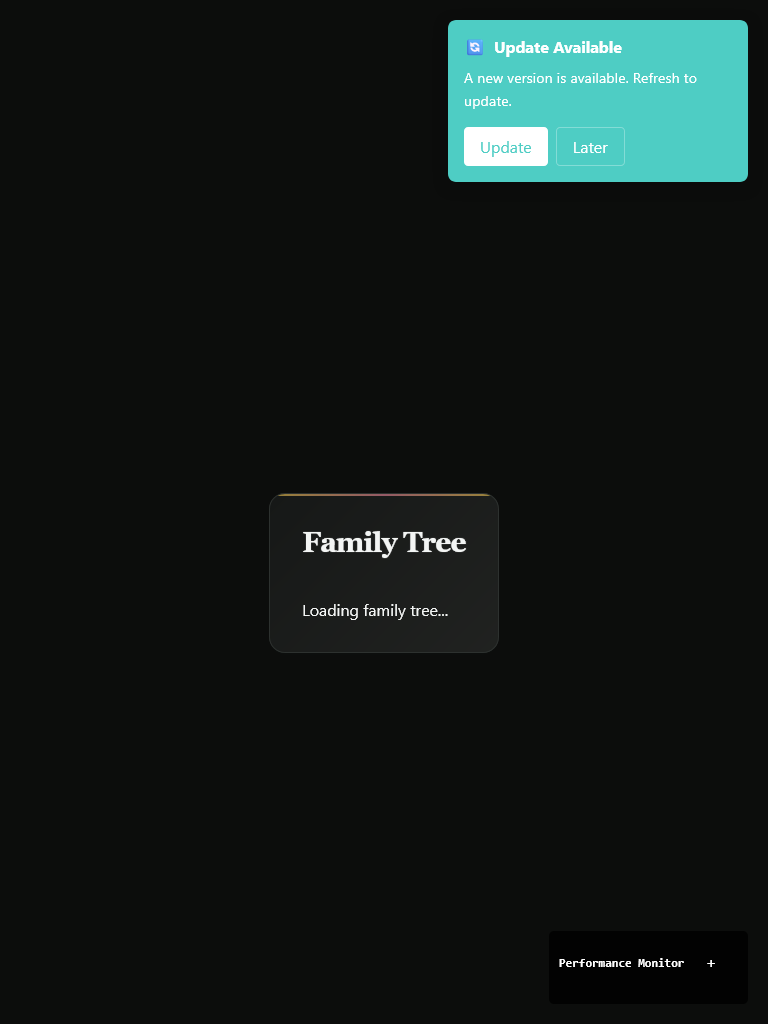 Update Available
A new version is available. Refresh to
update.
Update
Later
Family Tree
Loading family tree...
Performance Monitor +